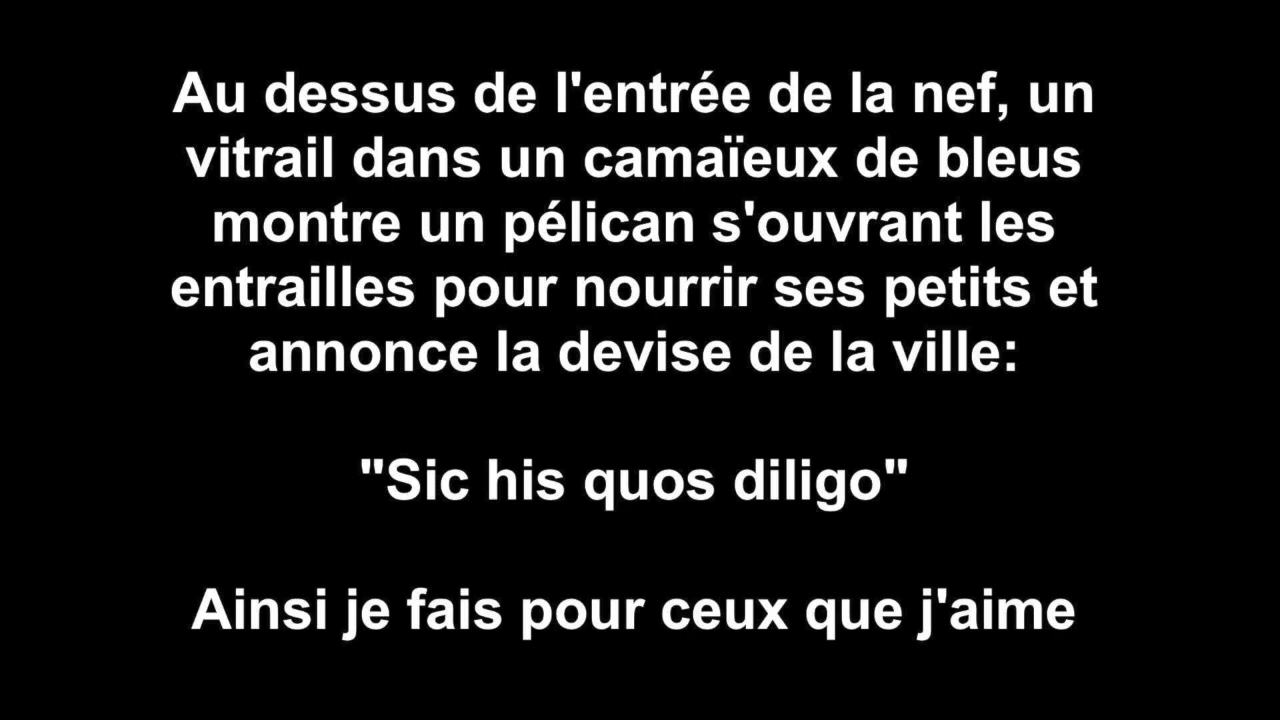 Au dessus de l'entrée de la nef, un
vitrail dans un camaïeux de bleus
montre un pélican s'ouvrant les
entrailles pour nourrir ses petits et
annonce la devise de la ville:
"Sic his quos diligo"
Ainsi je fais pour ceux que j'aime